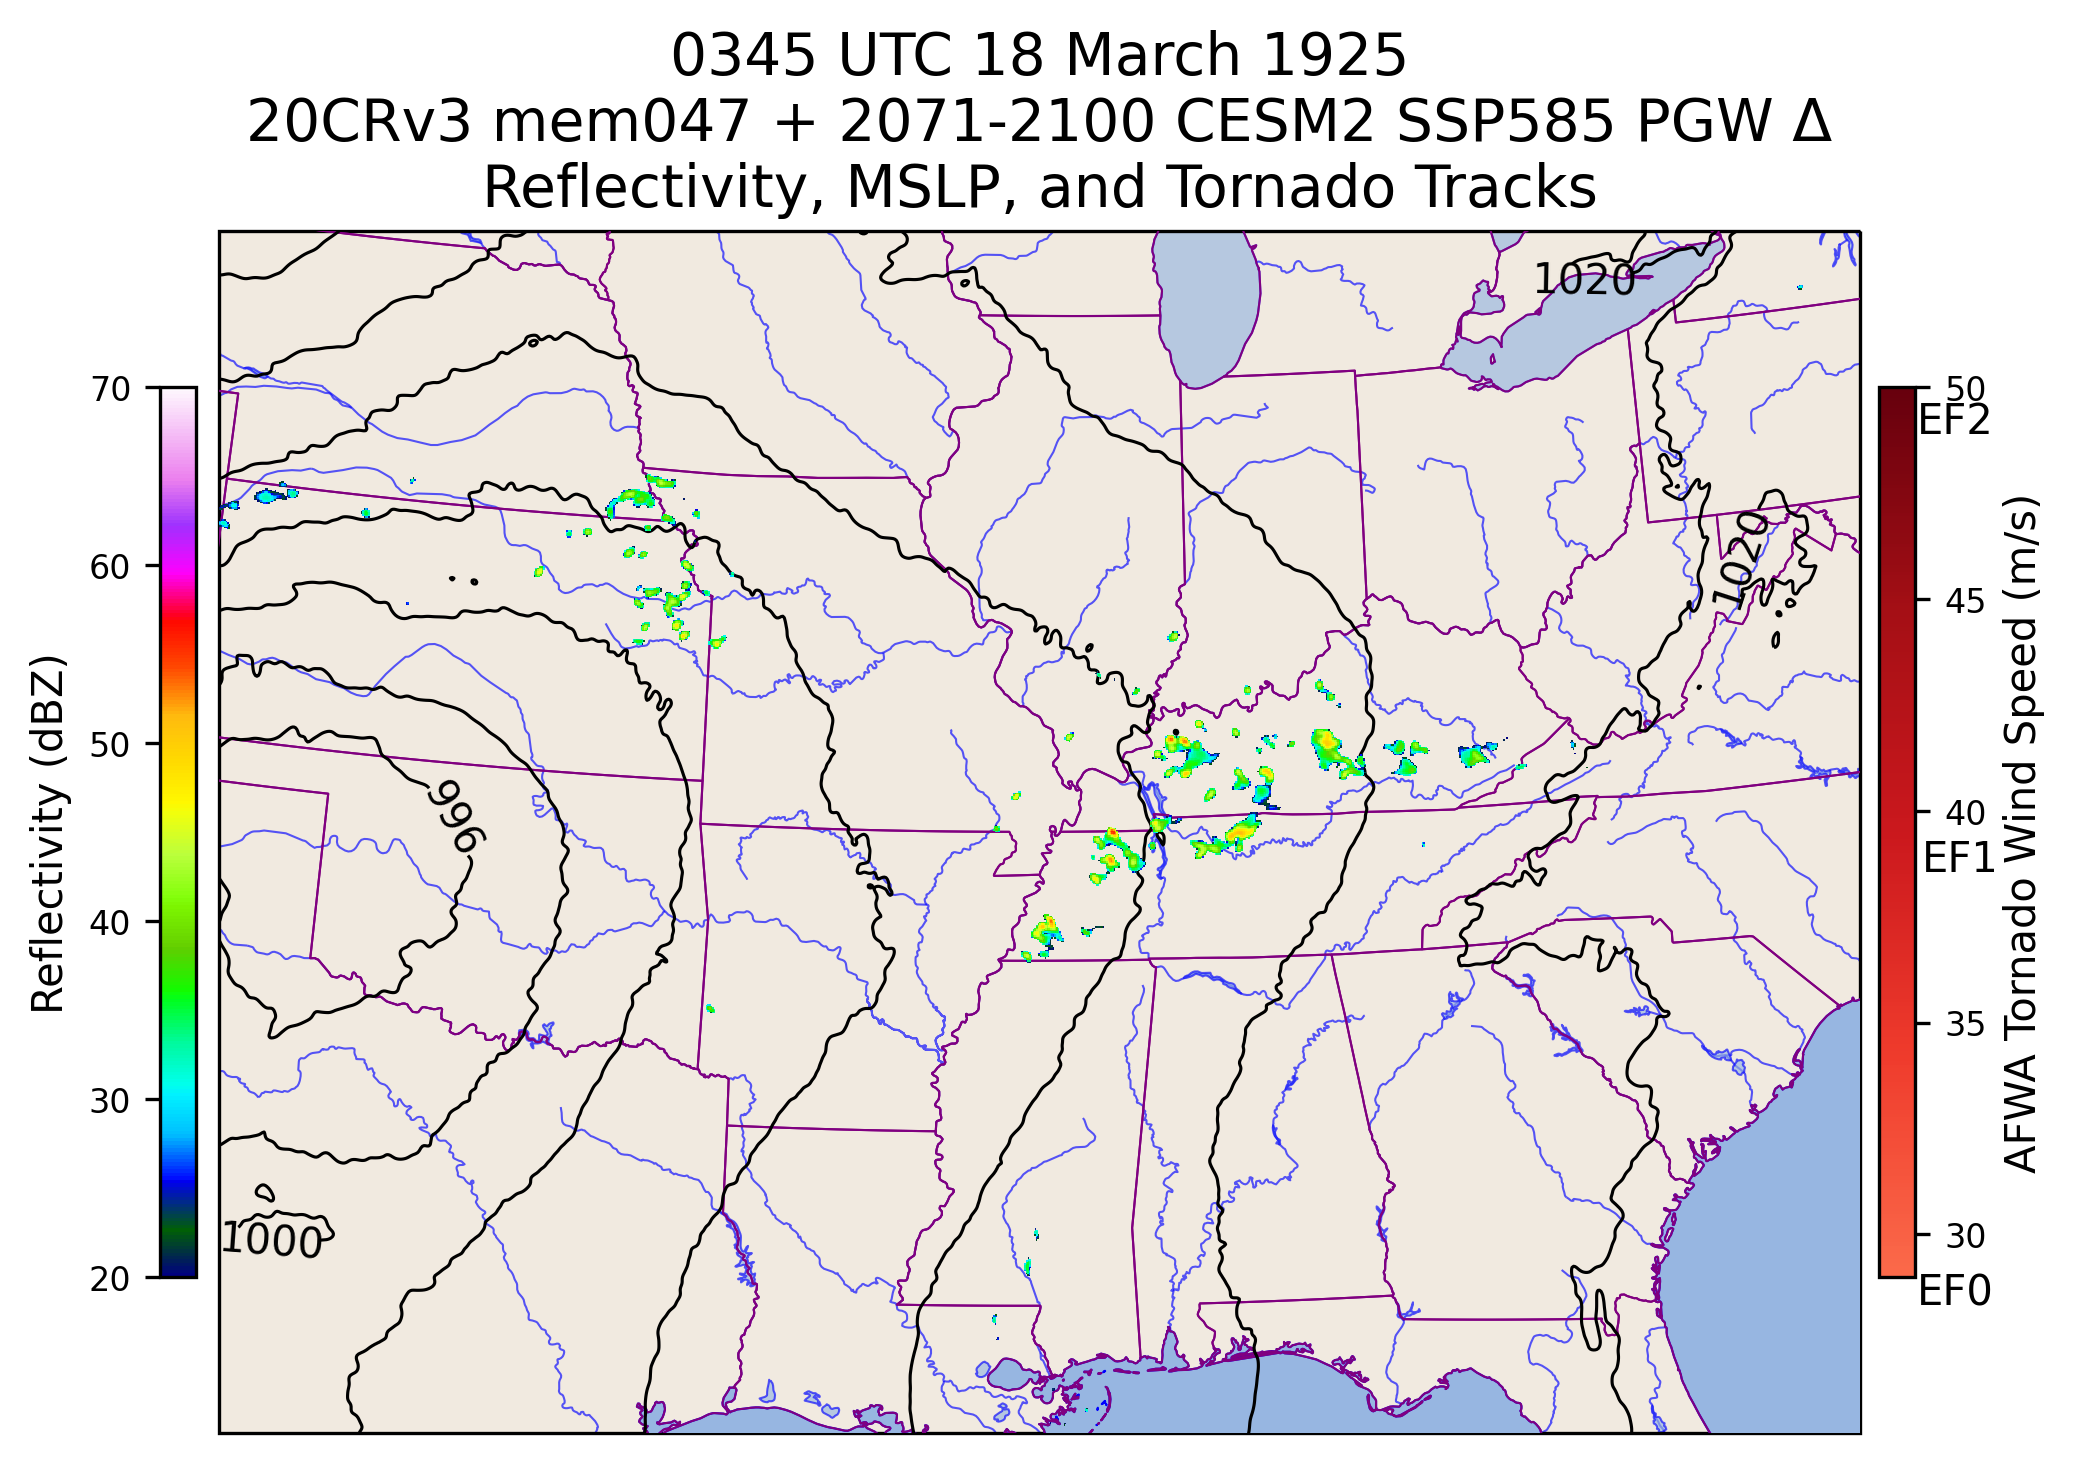 0345 UTC 18 March 1925
20CRv3 mem047 + 2071-2100 CESM2 SSP585 PGW Δ
Reflectivity, MSLP, and Tornado Tracks
1020
1020
996
1000
70
60
50
40
30
20
Reflectivity (dBZ)
50
EF2
45
40
EF1
35
30
EF0
AFWA Tornado Wind Speed (m/s)